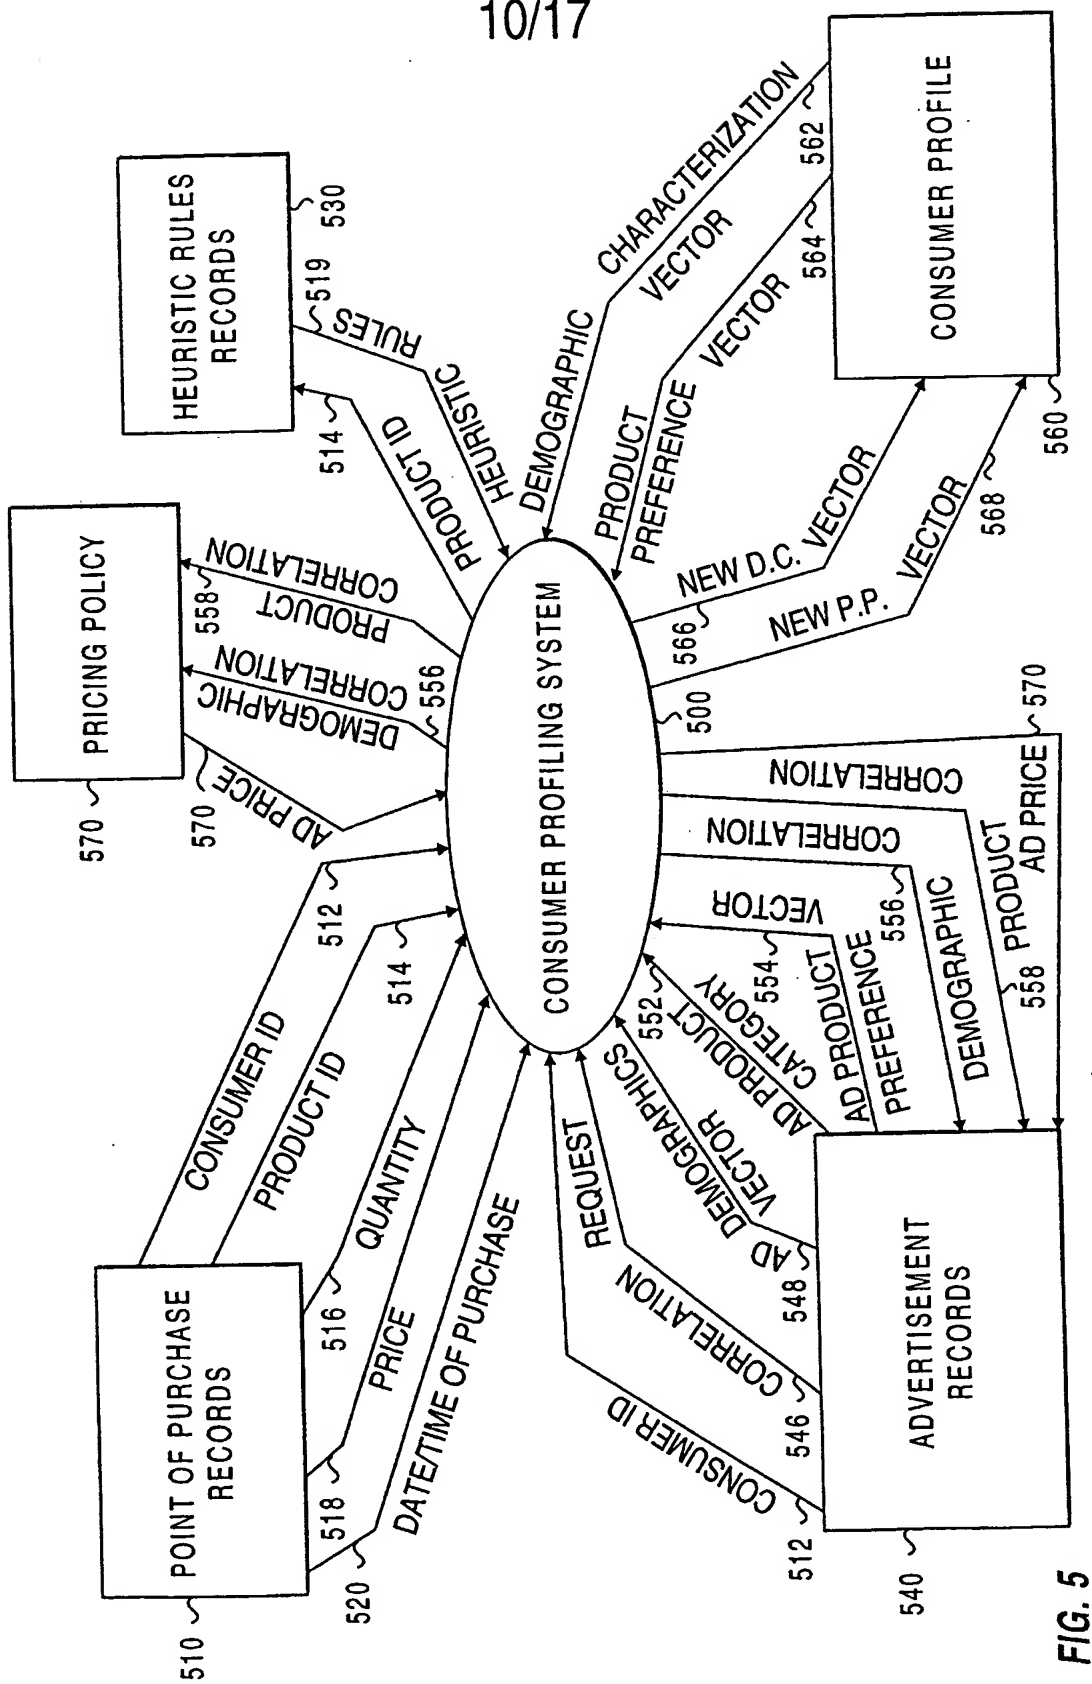 10/17
POINT OF PURCHASE
RECORDS
510
CONSUMER ID
512
PRODUCT ID
514
QUANTITY
516
PRICE
518
DATE/TIME OF PURCHASE
520
PRICING POLICY
570
AD PRICE
570
DEMOGRAPHIC
CORRELATION
556
PRODUCT
CORRELATION
558
HEURISTIC RULES
RECORDS
530
PRODUCT ID
514
HEURISTIC
RULES
519
CONSUMER PROFILING SYSTEM
500
DEMOGRAPHIC
CHARACTERIZATION
VECTOR
562
PRODUCT
PREFERENCE
VECTOR
564
NEW D.C. VECTOR
566
NEW P.P. VECTOR
568
CONSUMER PROFILE
560
ADVERTISEMENT
RECORDS
540
CONSUMER ID
512
CORRELATION
REQUEST
546
AD DEMOGRAPHICS
VECTOR
548
AD PRODUCT
CATEGORY
552
AD PRODUCT
PREFERENCE
VECTOR
554
DEMOGRAPHIC
CORRELATION
556
PRODUCT
CORRELATION
558
AD PRICE
570
FIG. 5